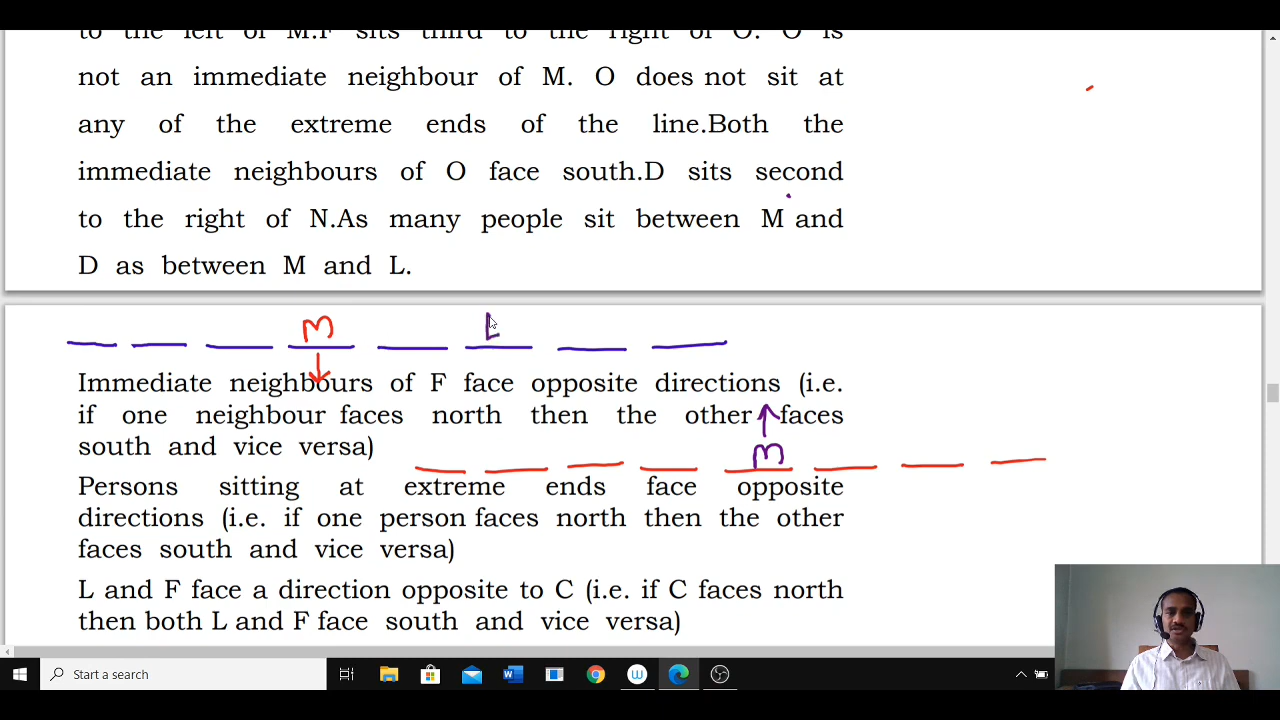 to the left of M.F sits third to the right of O. O is
not an immediate neighbour of M. O does not sit at
any of the extreme ends of the line.Both the
immediate neighbours of O face south.D sits second
to the right of N.As many people sit between M and
D as between M and L.
M L
Immediate neighbours of F face opposite directions (i.e.
if one neighbour faces north then the other faces
south and vice versa)
M
Persons sitting at extreme ends face opposite
directions (i.e. if one person faces north then the other
faces south and vice versa)
L and F face a direction opposite to C (i.e. if C faces north
then both L and F face south and vice versa)
Start a search